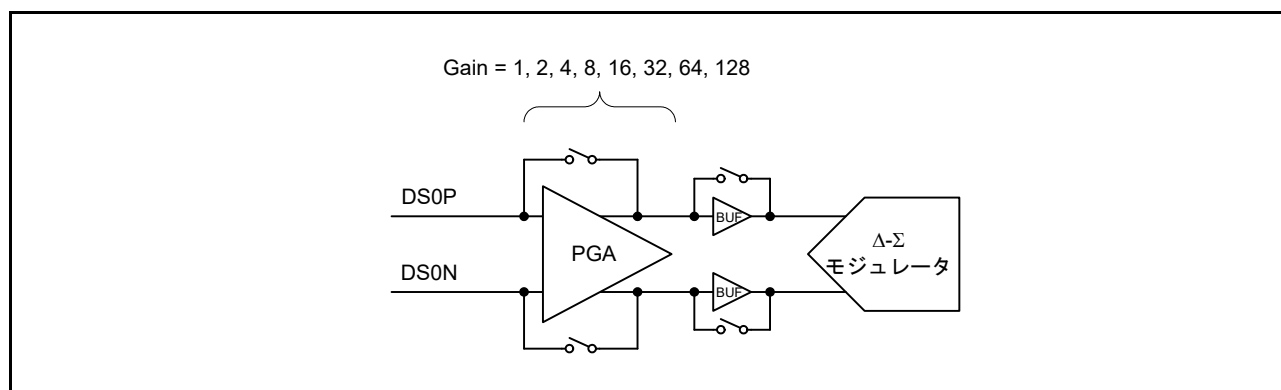 Gain = 1, 2, 4, 8, 16, 32, 64, 128
DS0P
BUF
Δ-Σ
モジュレータ
PGA
DS0N
BUF